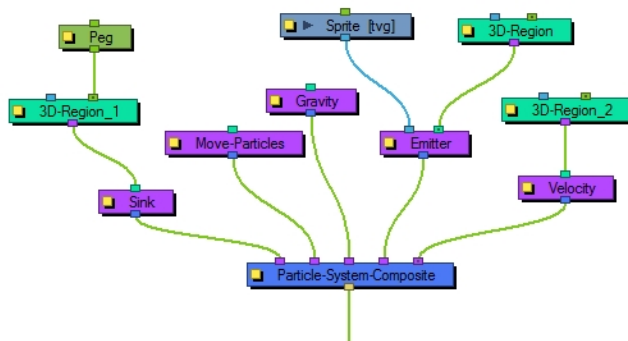 Peg
Sprite [tvg]
3D-Region
3D-Region_1
Gravity
3D-Region_2
Move-Particles
Emitter
Sink
Velocity
Particle-System-Composite